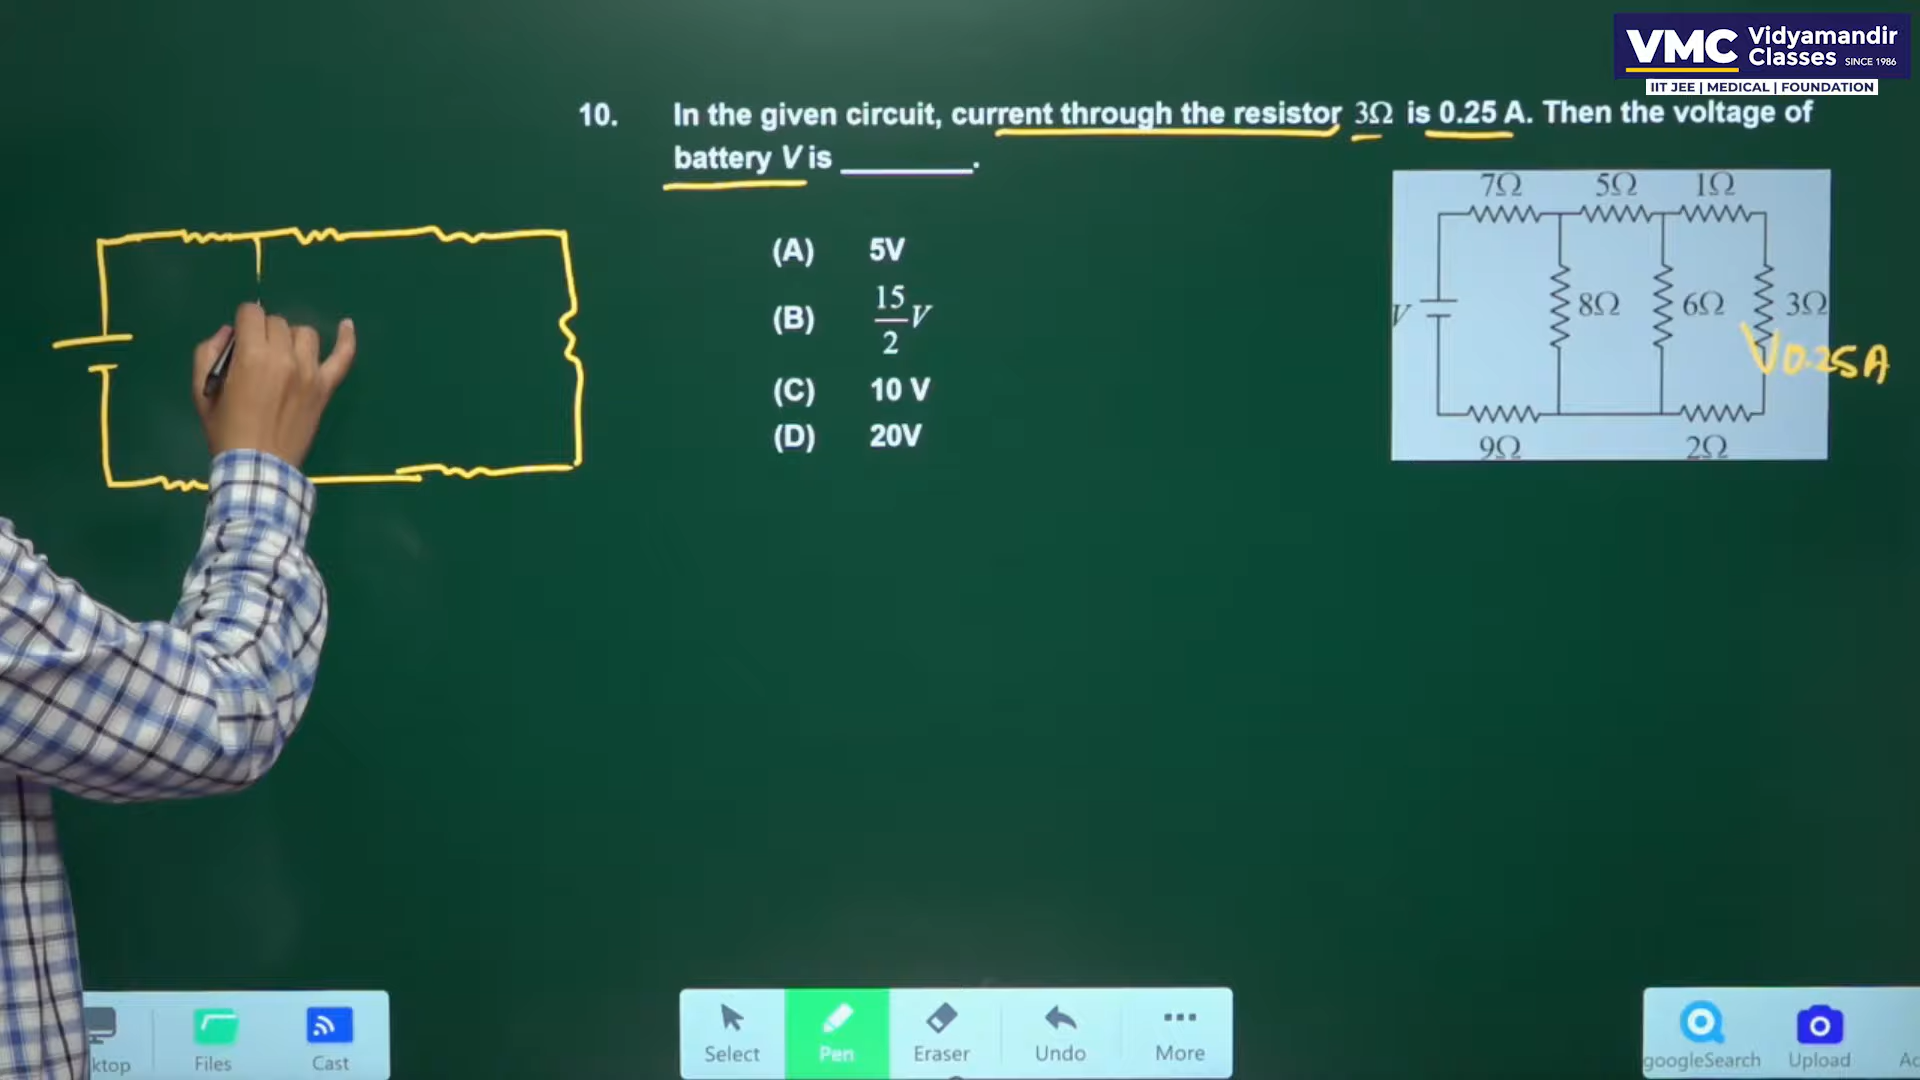 VMC Vidyamandir
Classes SINCE 1986
IIT JEE | MEDICAL | FOUNDATION
10. In the given circuit, current through the resistor 3Ω is 0.25 A. Then the voltage of
battery V is ________.
(A) 5V
(B) 15/2 V
(C) 10 V
(D) 20V
7Ω 5Ω 1Ω
V 8Ω 6Ω 3Ω
0.25A
9Ω 2Ω
ktop Files Cast
Select Pen Eraser Undo More
googleSearch Upload Ac